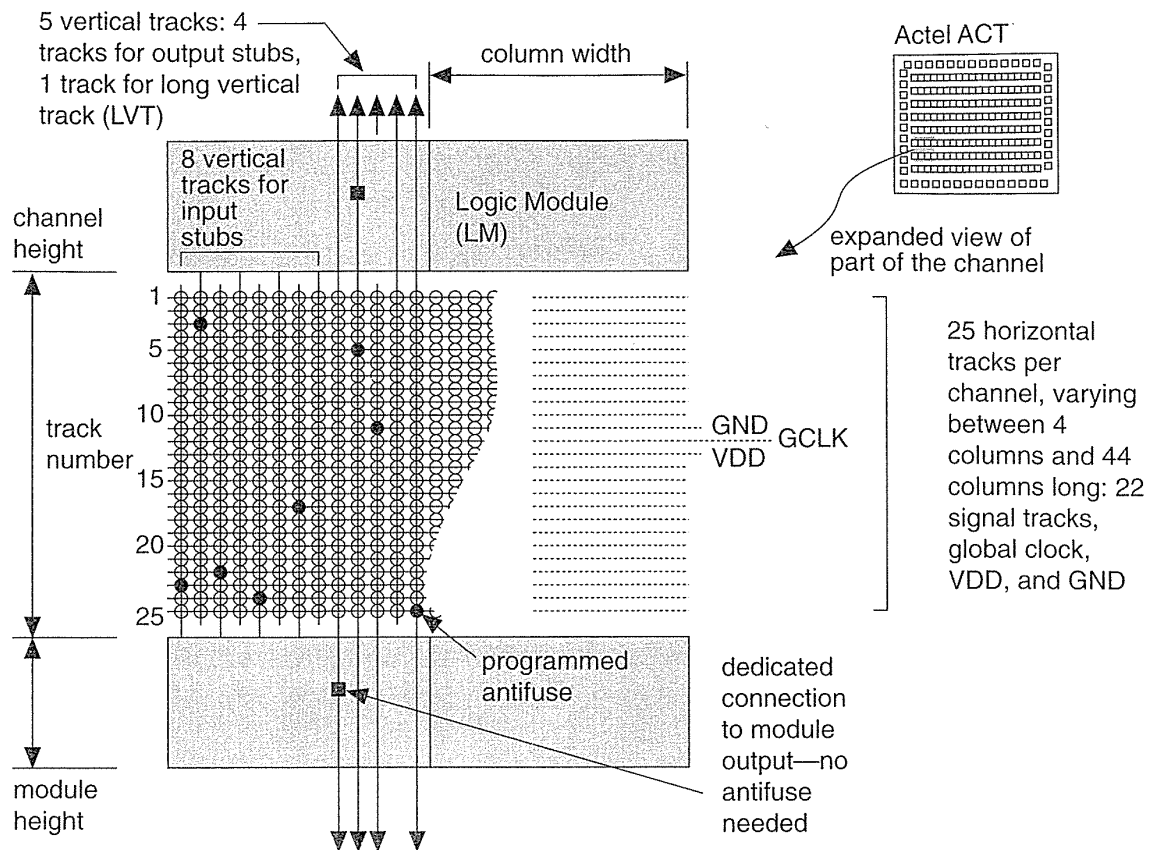 5 vertical tracks: 4
tracks for output stubs,
1 track for long vertical
track (LVT)
column width
Actel ACT
8 vertical
tracks for
input
stubs
Logic Module
(LM)
channel
height
expanded view of
part of the channel
1
5
10
15
20
25
track
number
GND
GCLK
VDD
25 horizontal
tracks per
channel, varying
between 4
columns and 44
columns long: 22
signal tracks,
global clock,
VDD, and GND
programmed
antifuse
dedicated
connection
to module
output—no
antifuse
needed
module
height